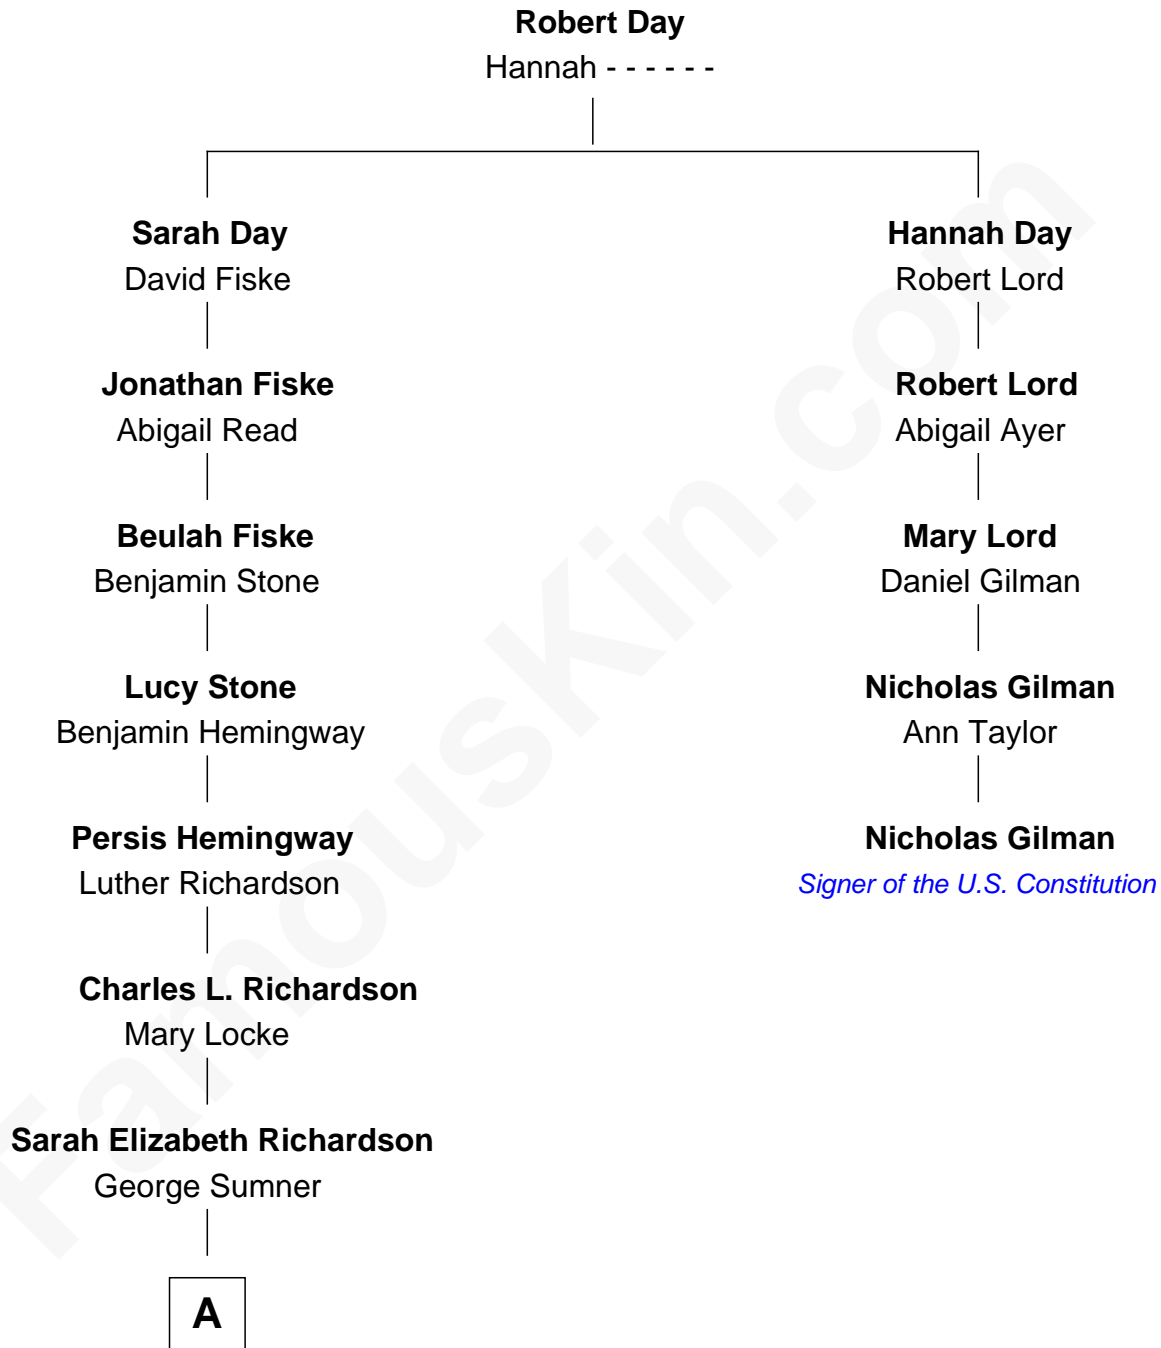 Robert Day
Hannah - - - - - -
Sarah Day
David Fiske
Hannah Day
Robert Lord
Jonathan Fiske
Abigail Read
Robert Lord
Abigail Ayer
Beulah Fiske
Benjamin Stone
Mary Lord
Daniel Gilman
Lucy Stone
Benjamin Hemingway
Nicholas Gilman
Ann Taylor
Persis Hemingway
Luther Richardson
Nicholas Gilman
Signer of the U.S. Constitution
Charles L. Richardson
Mary Locke
Sarah Elizabeth Richardson
George Sumner
A
FamousKin.com